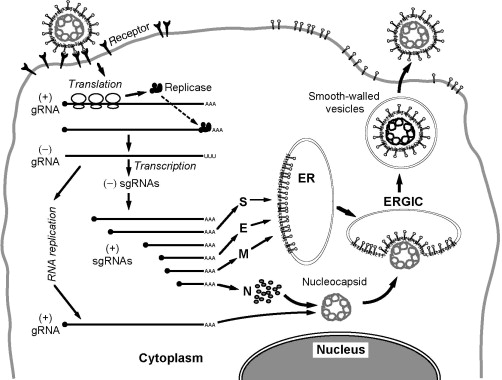 Receptor
Translation
Replicase
(+)
gRNA
AAA
AAA
(−)
gRNA
UUU
Transcription
(−) sgRNAs
RNA replication
AAA
AAA
AAA
AAA
AAA
AAA
(+)
sgRNAs
S
E
M
N
ER
Smooth-walled
vesicles
ERGIC
Nucleocapsid
(+)
gRNA
AAA
Cytoplasm
Nucleus